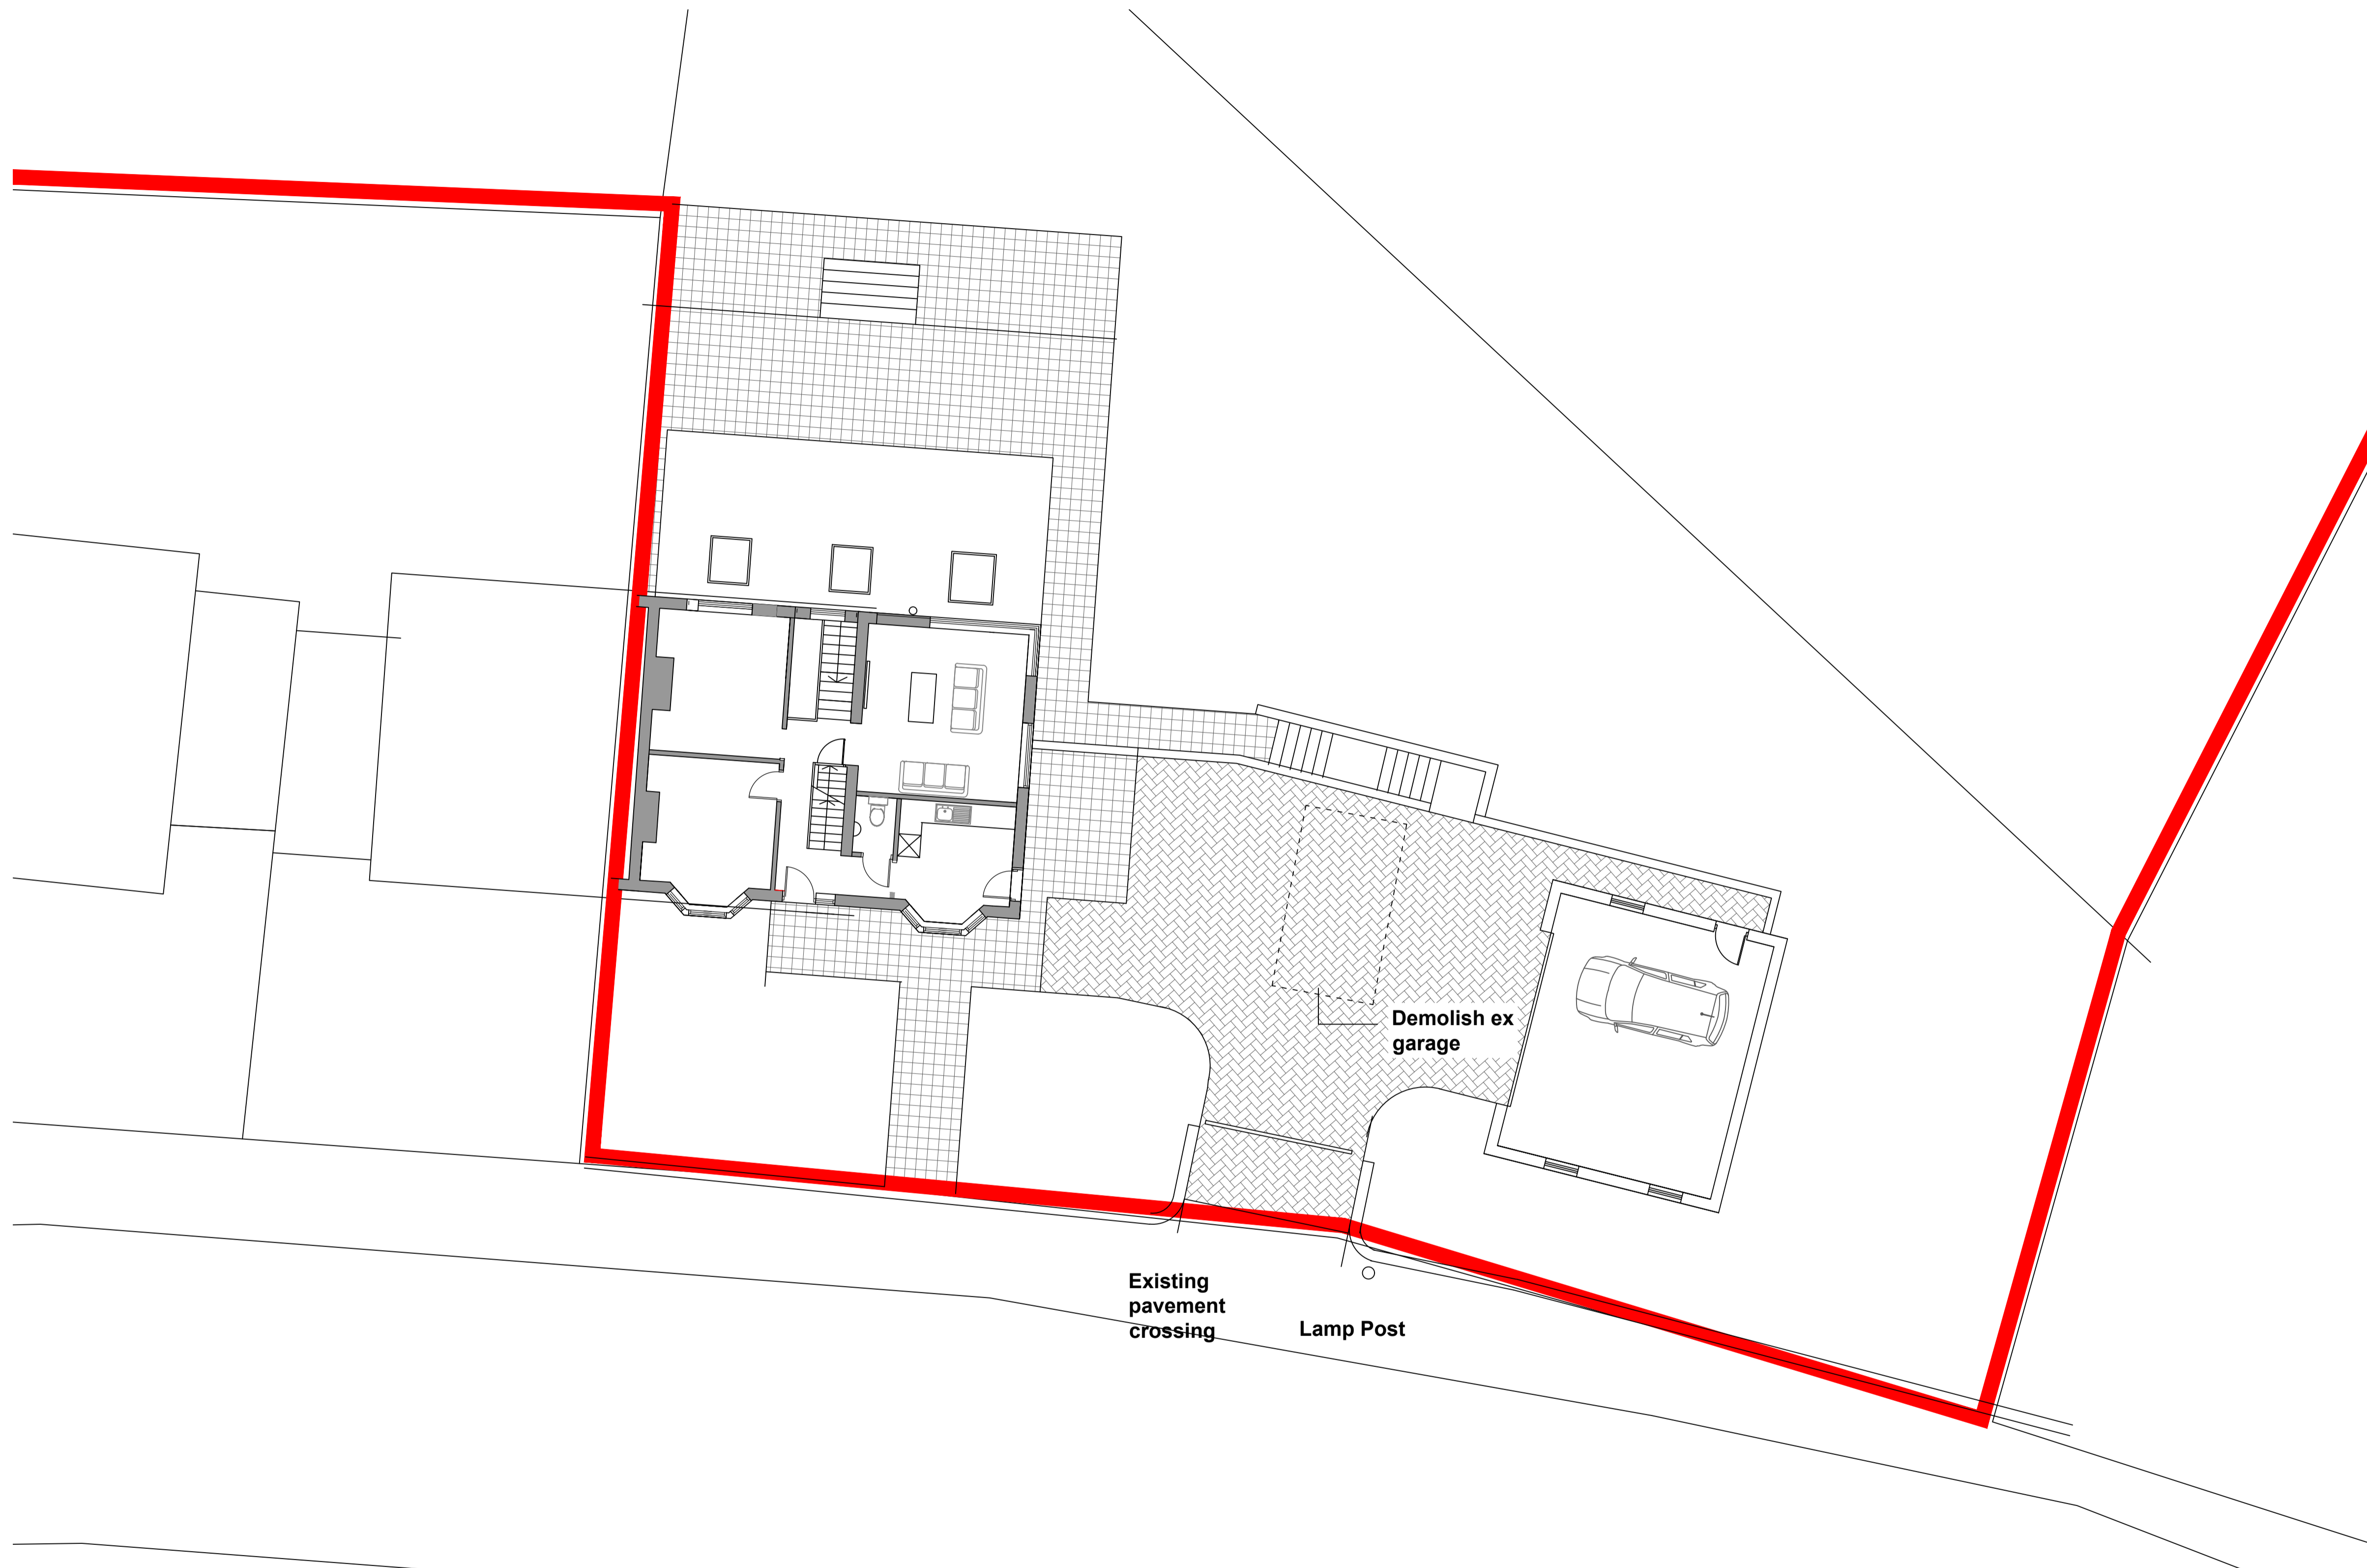 Demolish ex
garage
Existing
pavement
crossing
Lamp Post